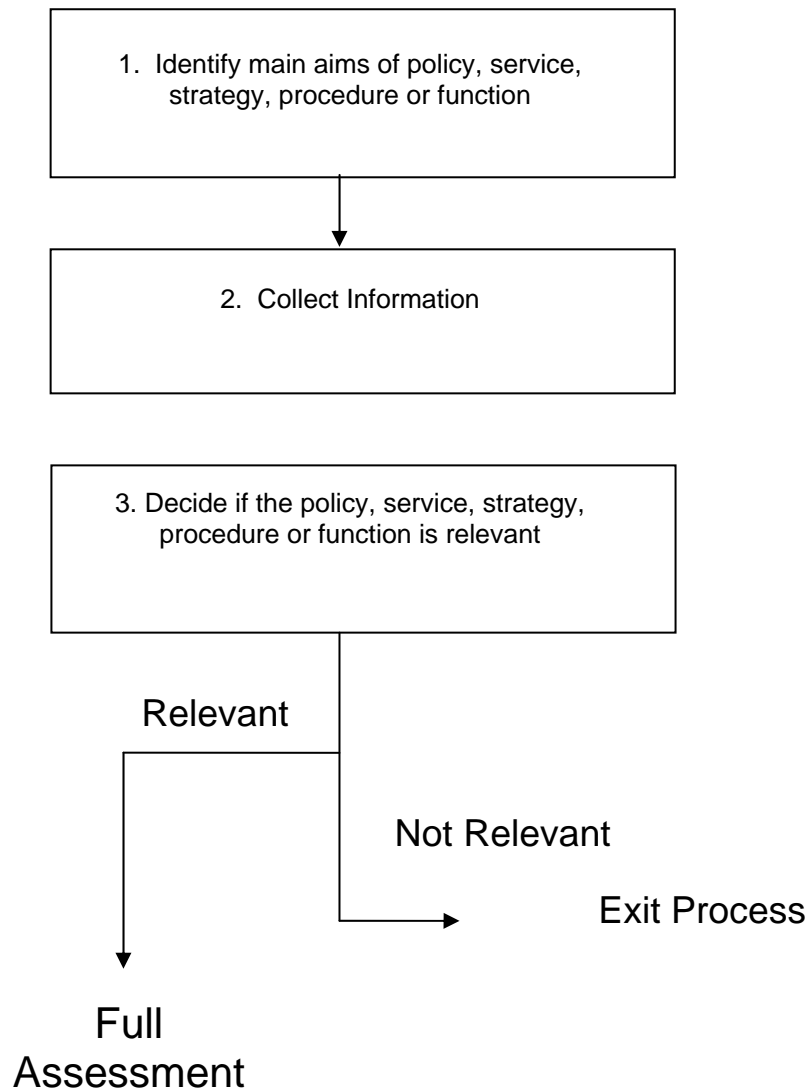 1. Identify main aims of policy, service,
strategy, procedure or function
2. Collect Information
3. Decide if the policy, service, strategy,
procedure or function is relevant
Relevant
Not Relevant
Exit Process
Full
Assessment